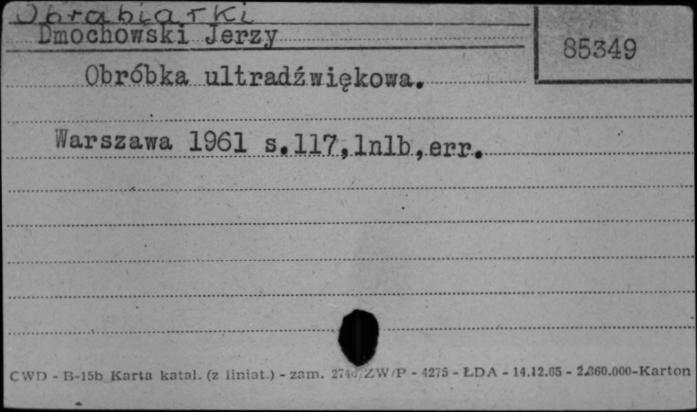 Obrabiarki
Dmochowski Jerzy
85349
Obróbka ultradźwiękowa.
Warszawa 1961 s.117,1nlb,err.
CWD - B-15b Karta katal. (z liniat.) - zam. ZW/P - 4275 - ŁDA - 14.12.65 - 2.360.000-Karton